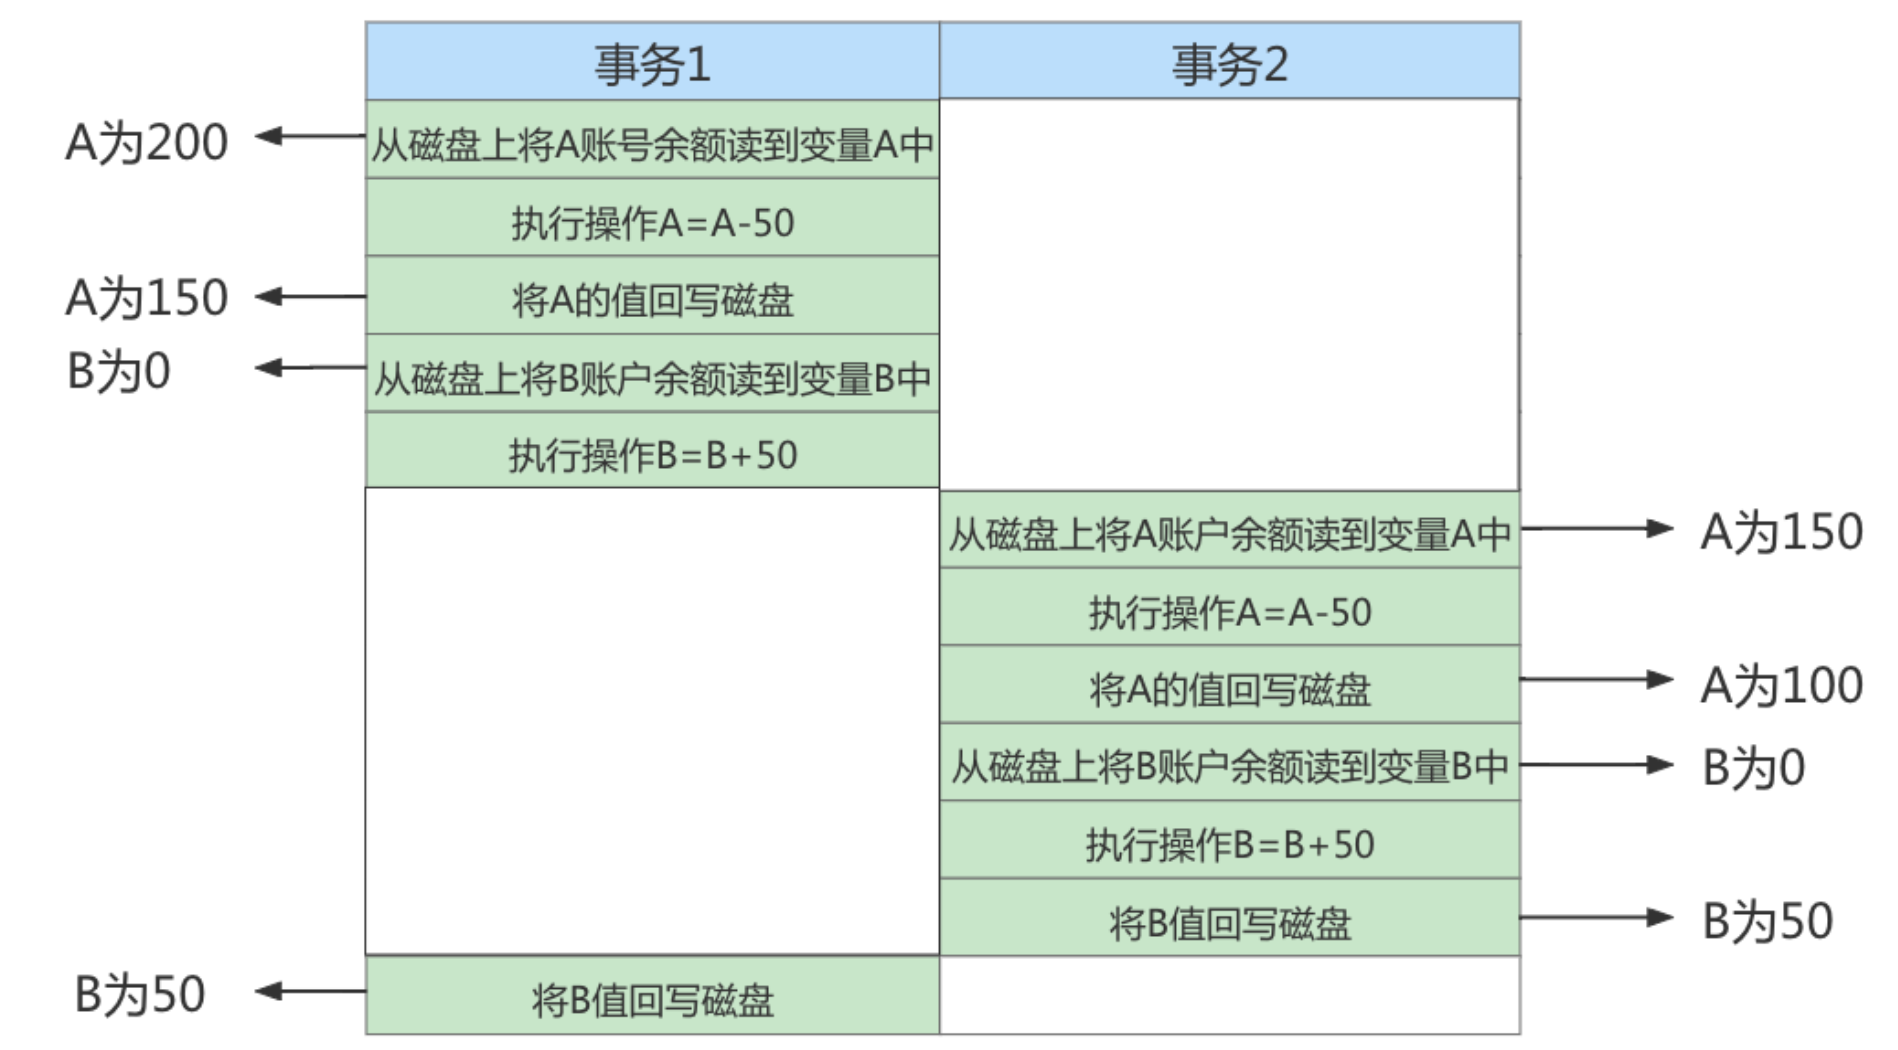 事务1
事务2
A为200
从磁盘上将A账号余额读到变量A中
执行操作A=A-50
A为150
将A的值回写磁盘
B为0
从磁盘上将B账户余额读到变量B中
执行操作B=B+50
从磁盘上将A账户余额读到变量A中
A为150
执行操作A=A-50
将A的值回写磁盘
A为100
从磁盘上将B账户余额读到变量B中
B为0
执行操作B=B+50
将B值回写磁盘
B为50
B为50
将B值回写磁盘